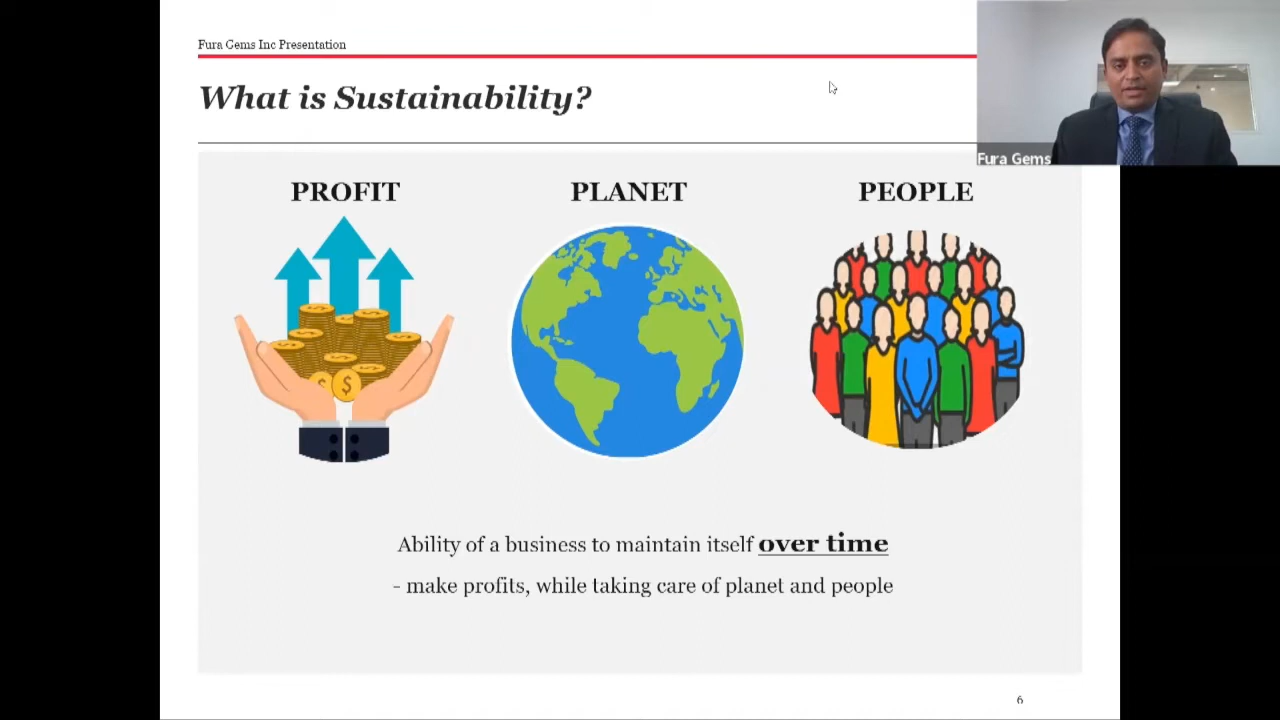 Fura Gems Inc Presentation
What is Sustainability?
Fura Gems
PROFIT
PLANET
PEOPLE
Ability of a business to maintain itself over time
- make profits, while taking care of planet and people
6